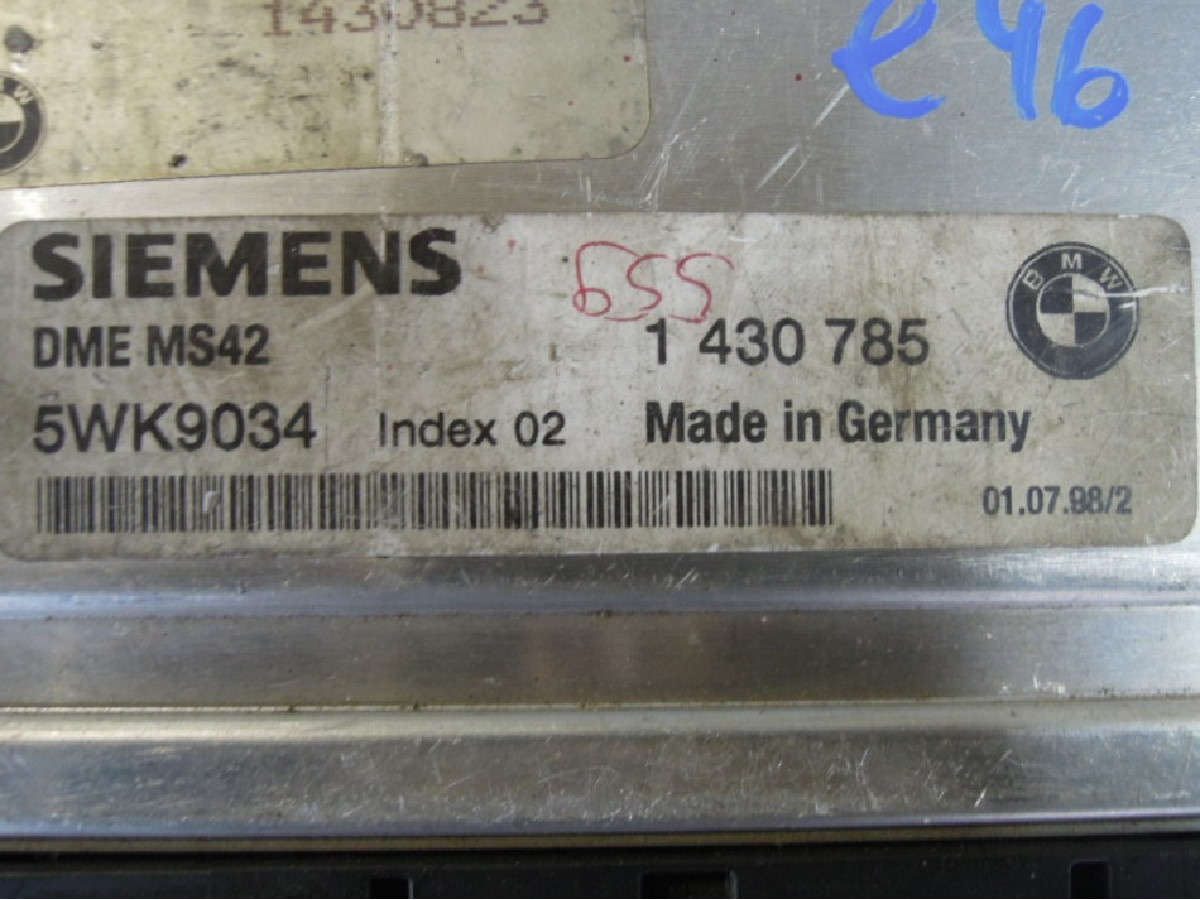 1430823
e46
SIEMENS
655
BMW
DME MS42
1 430 785
5WK9034 Index 02 Made in Germany
01.07.98/2